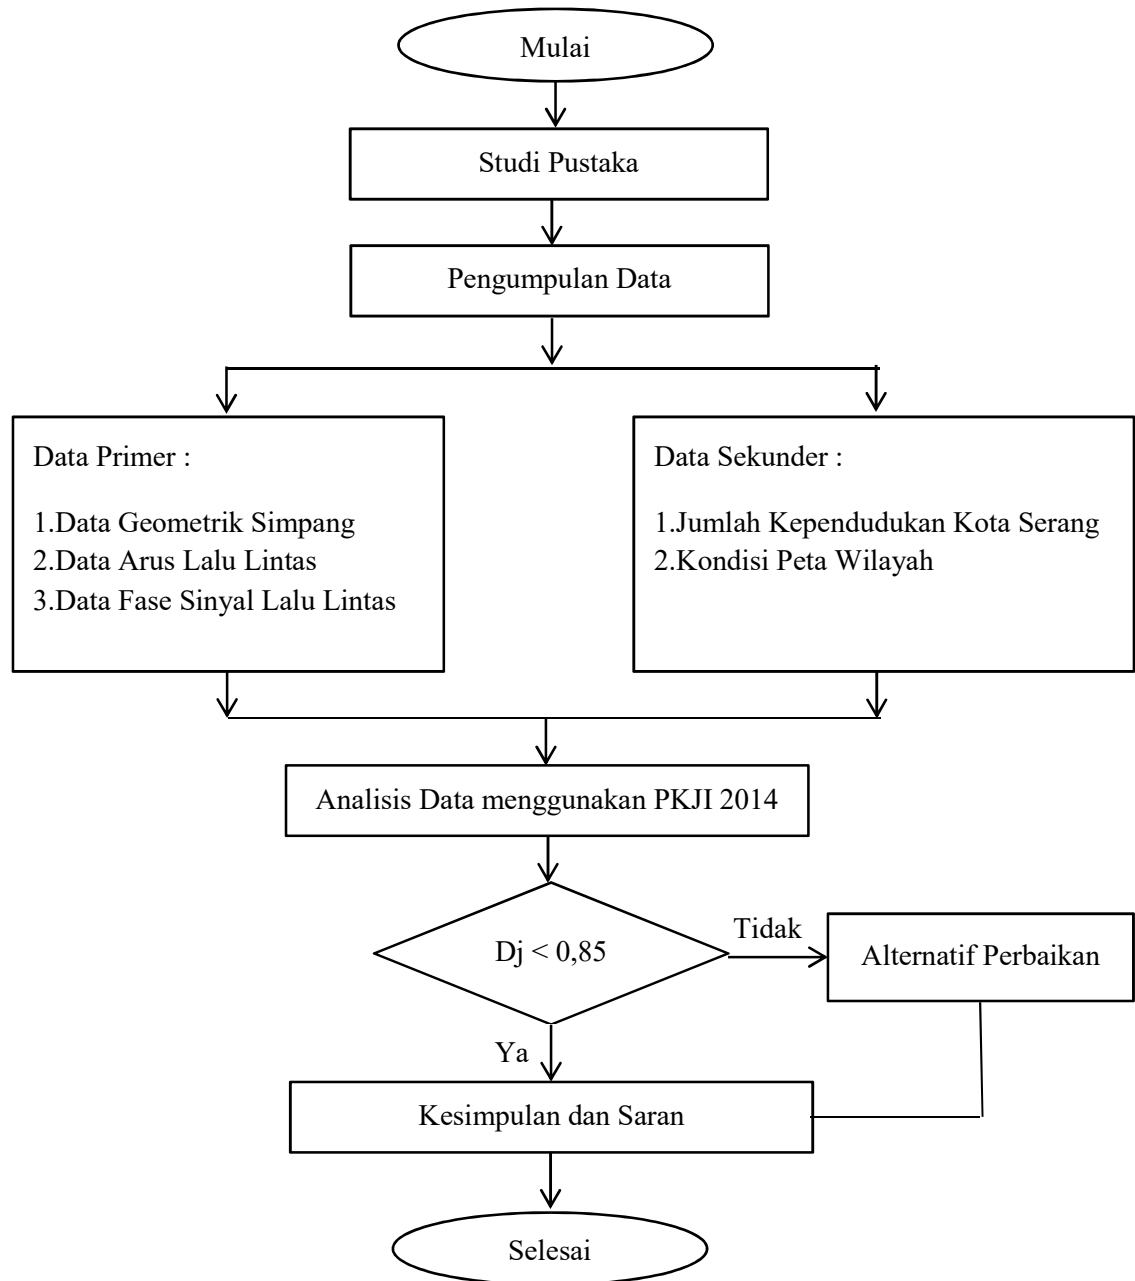 Mulai
Studi Pustaka
Pengumpulan Data
Data Primer :
1.Data Geometrik Simpang
2.Data Arus Lalu Lintas
3.Data Fase Sinyal Lalu Lintas
Data Sekunder :
1.Jumlah Kependudukan Kota Serang
2.Kondisi Peta Wilayah
Analisis Data menggunakan PKJI 2014
Dj < 0,85
Tidak
Alternatif Perbaikan
Ya
Kesimpulan dan Saran
Selesai